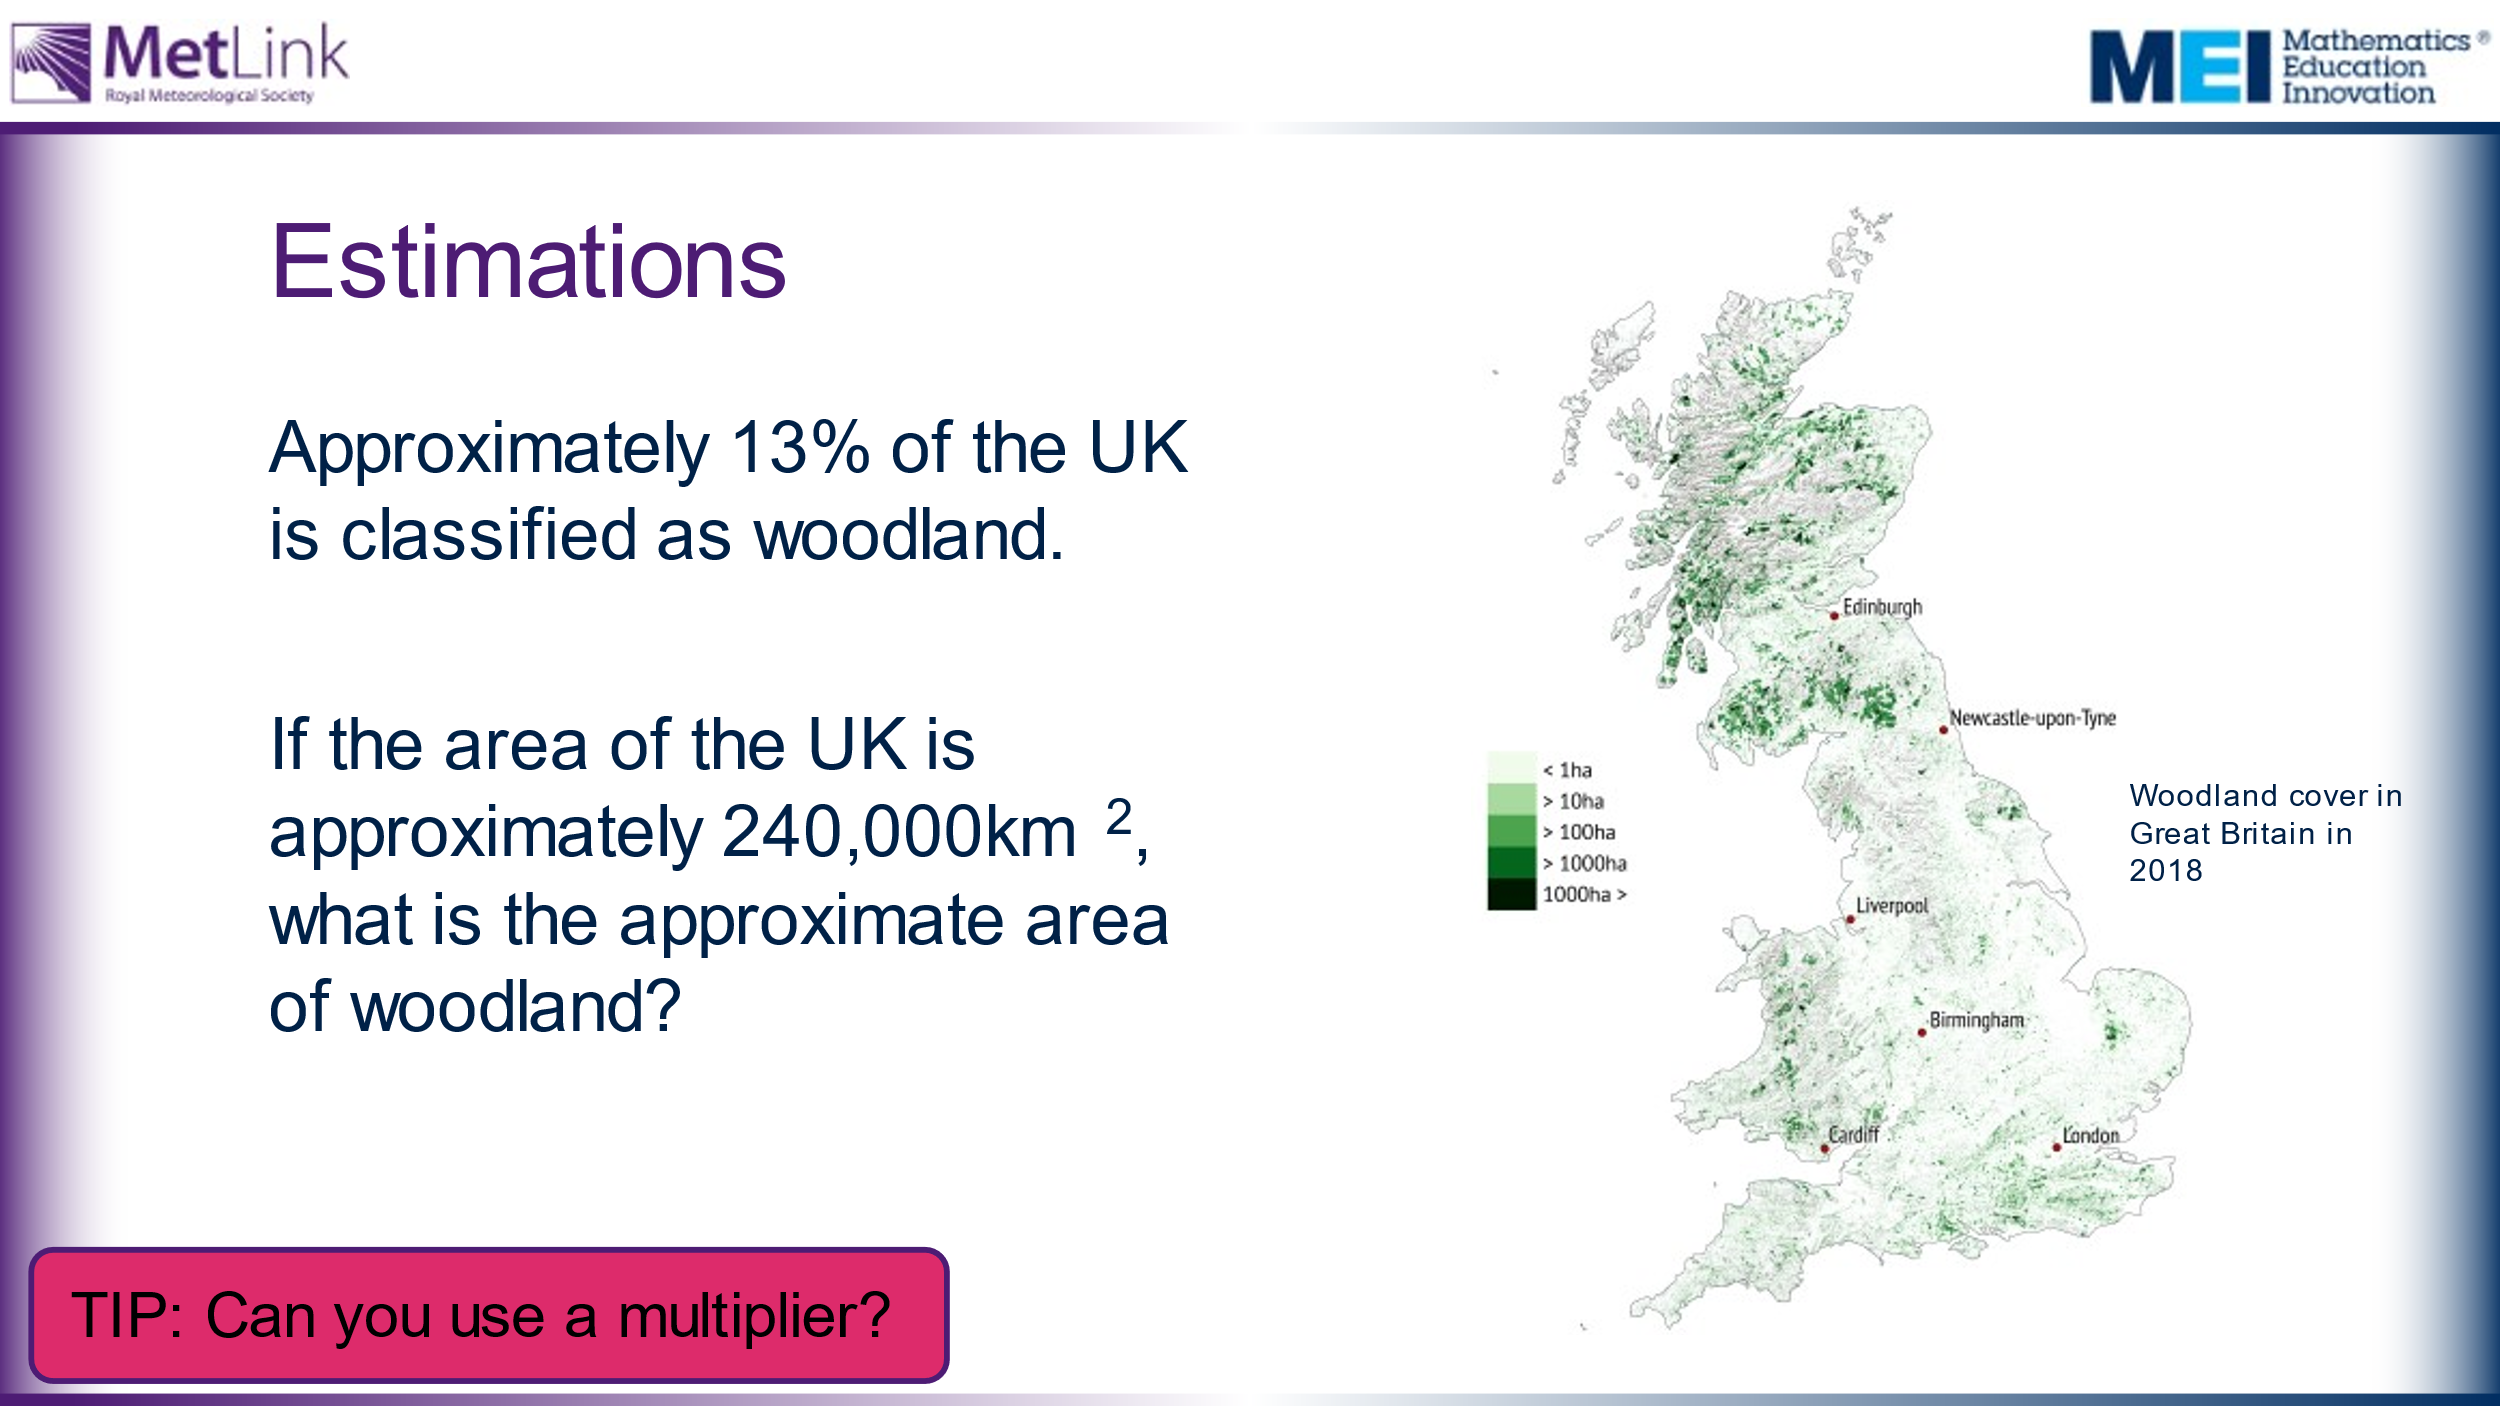 MetLink
Royal Meteorological Society
MEI Mathematics®
Education
Innovation
Estimations
Approximately 13% of the UK
is classified as woodland.
If the area of the UK is
approximately 240,000km ²,
what is the approximate area
of woodland?
TIP: Can you use a multiplier?
Edinburgh
Newcastle-upon-Tyne
< 1ha
> 10ha
> 100ha
> 1000ha
1000ha >
Liverpool
Birmingham
Cardiff
London
Woodland cover in
Great Britain in
2018